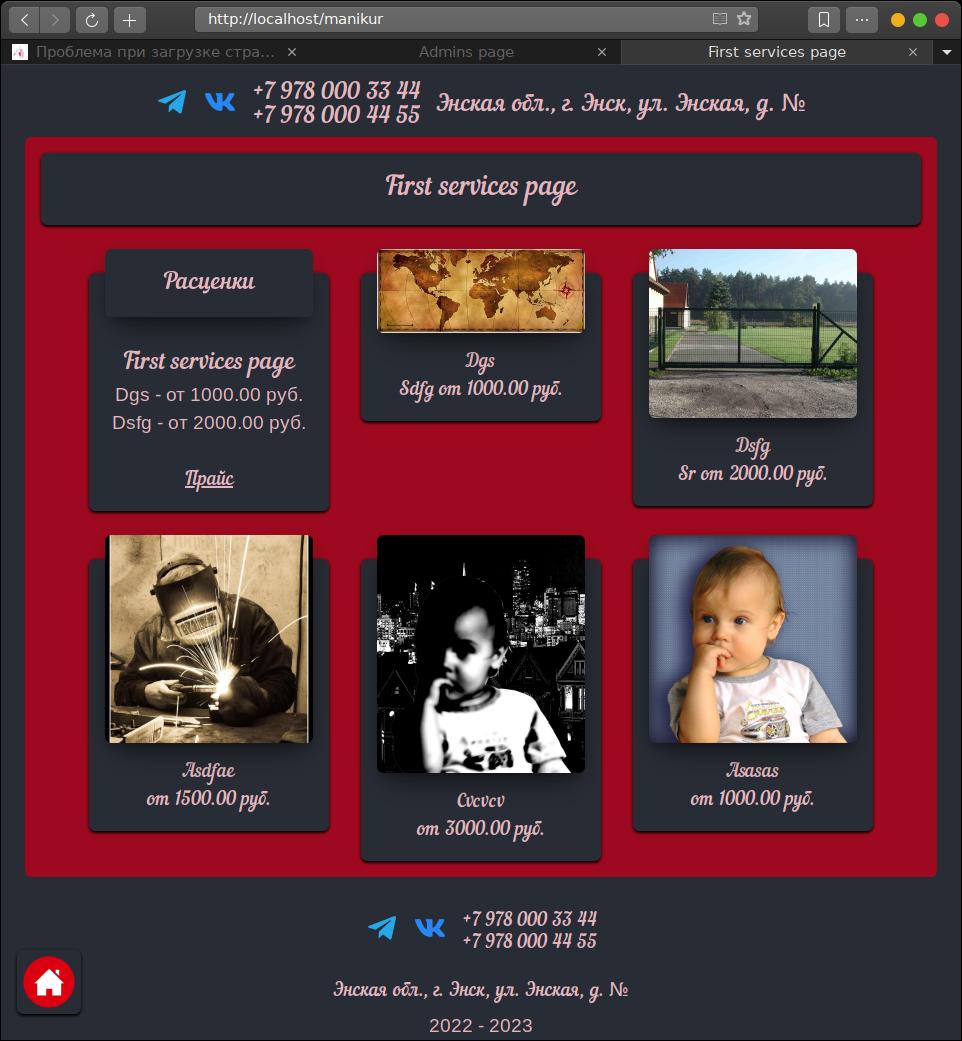 http://localhost/manikur
Проблема при загрузке стра...
Admins page
First services page
+7 978 000 33 44
+7 978 000 44 55
Энская обл., г. Энск, ул. Энская, д. №
First services page
Расценки
First services page
Dgs - от 1000.00 руб.
Dsfg - от 2000.00 руб.
Прайс
Dgs
Sdfg от 1000.00 руб.
Dsfg
Sr от 2000.00 руб.
Asdfae
от 1500.00 руб.
Cvcvcv
от 3000.00 руб.
Asasas
от 1000.00 руб.
+7 978 000 33 44
+7 978 000 44 55
Энская обл., г. Энск, ул. Энская, д. №
2022 - 2023